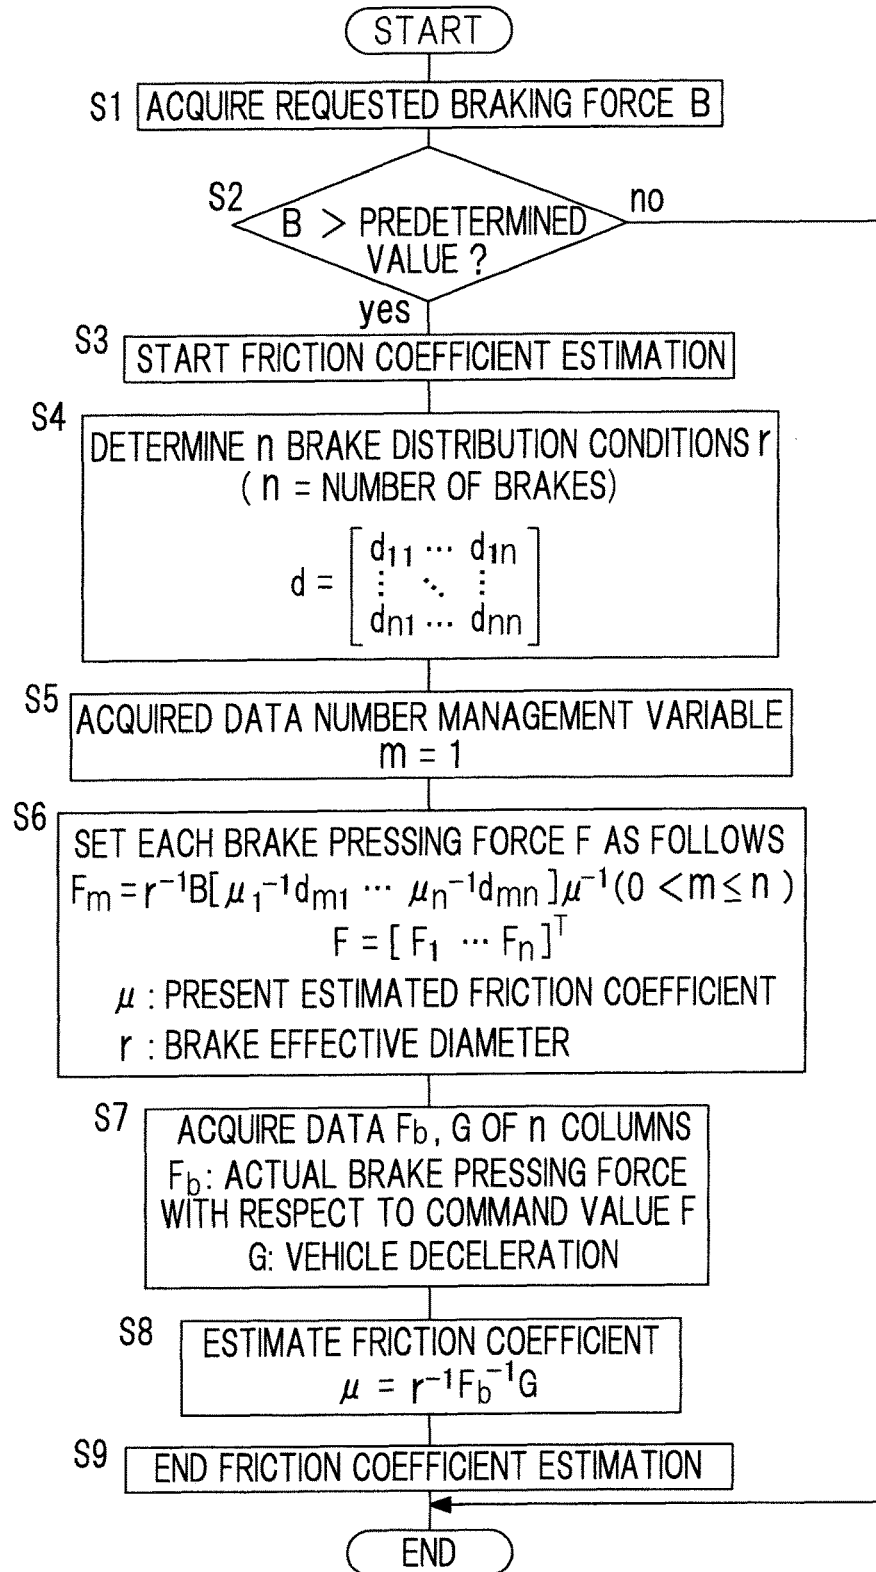 START
S1 ACQUIRE REQUESTED BRAKING FORCE B
S2
no
B > PREDETERMINED
VALUE ?
yes
S3
START FRICTION COEFFICIENT ESTIMATION
S4
DETERMINE n BRAKE DISTRIBUTION CONDITIONS r
( n = NUMBER OF BRAKES)
d = [ d11 ⋯ d1n
⋮ ⋱ ⋮
dn1 ⋯ dnn ]
S5
ACQUIRED DATA NUMBER MANAGEMENT VARIABLE
m = 1
S6
SET EACH BRAKE PRESSING FORCE F AS FOLLOWS
Fm = r⁻¹B[ μ₁⁻¹dm1 ⋯ μn⁻¹dmn ]μ⁻¹ (0 < m ≤ n )
F = [ F1 ⋯ Fn ]ᵀ
μ : PRESENT ESTIMATED FRICTION COEFFICIENT
r : BRAKE EFFECTIVE DIAMETER
S7
ACQUIRE DATA Fb, G OF n COLUMNS
Fb: ACTUAL BRAKE PRESSING FORCE
WITH RESPECT TO COMMAND VALUE F
G: VEHICLE DECELERATION
S8
ESTIMATE FRICTION COEFFICIENT
μ = r⁻¹Fb⁻¹G
S9
END FRICTION COEFFICIENT ESTIMATION
END